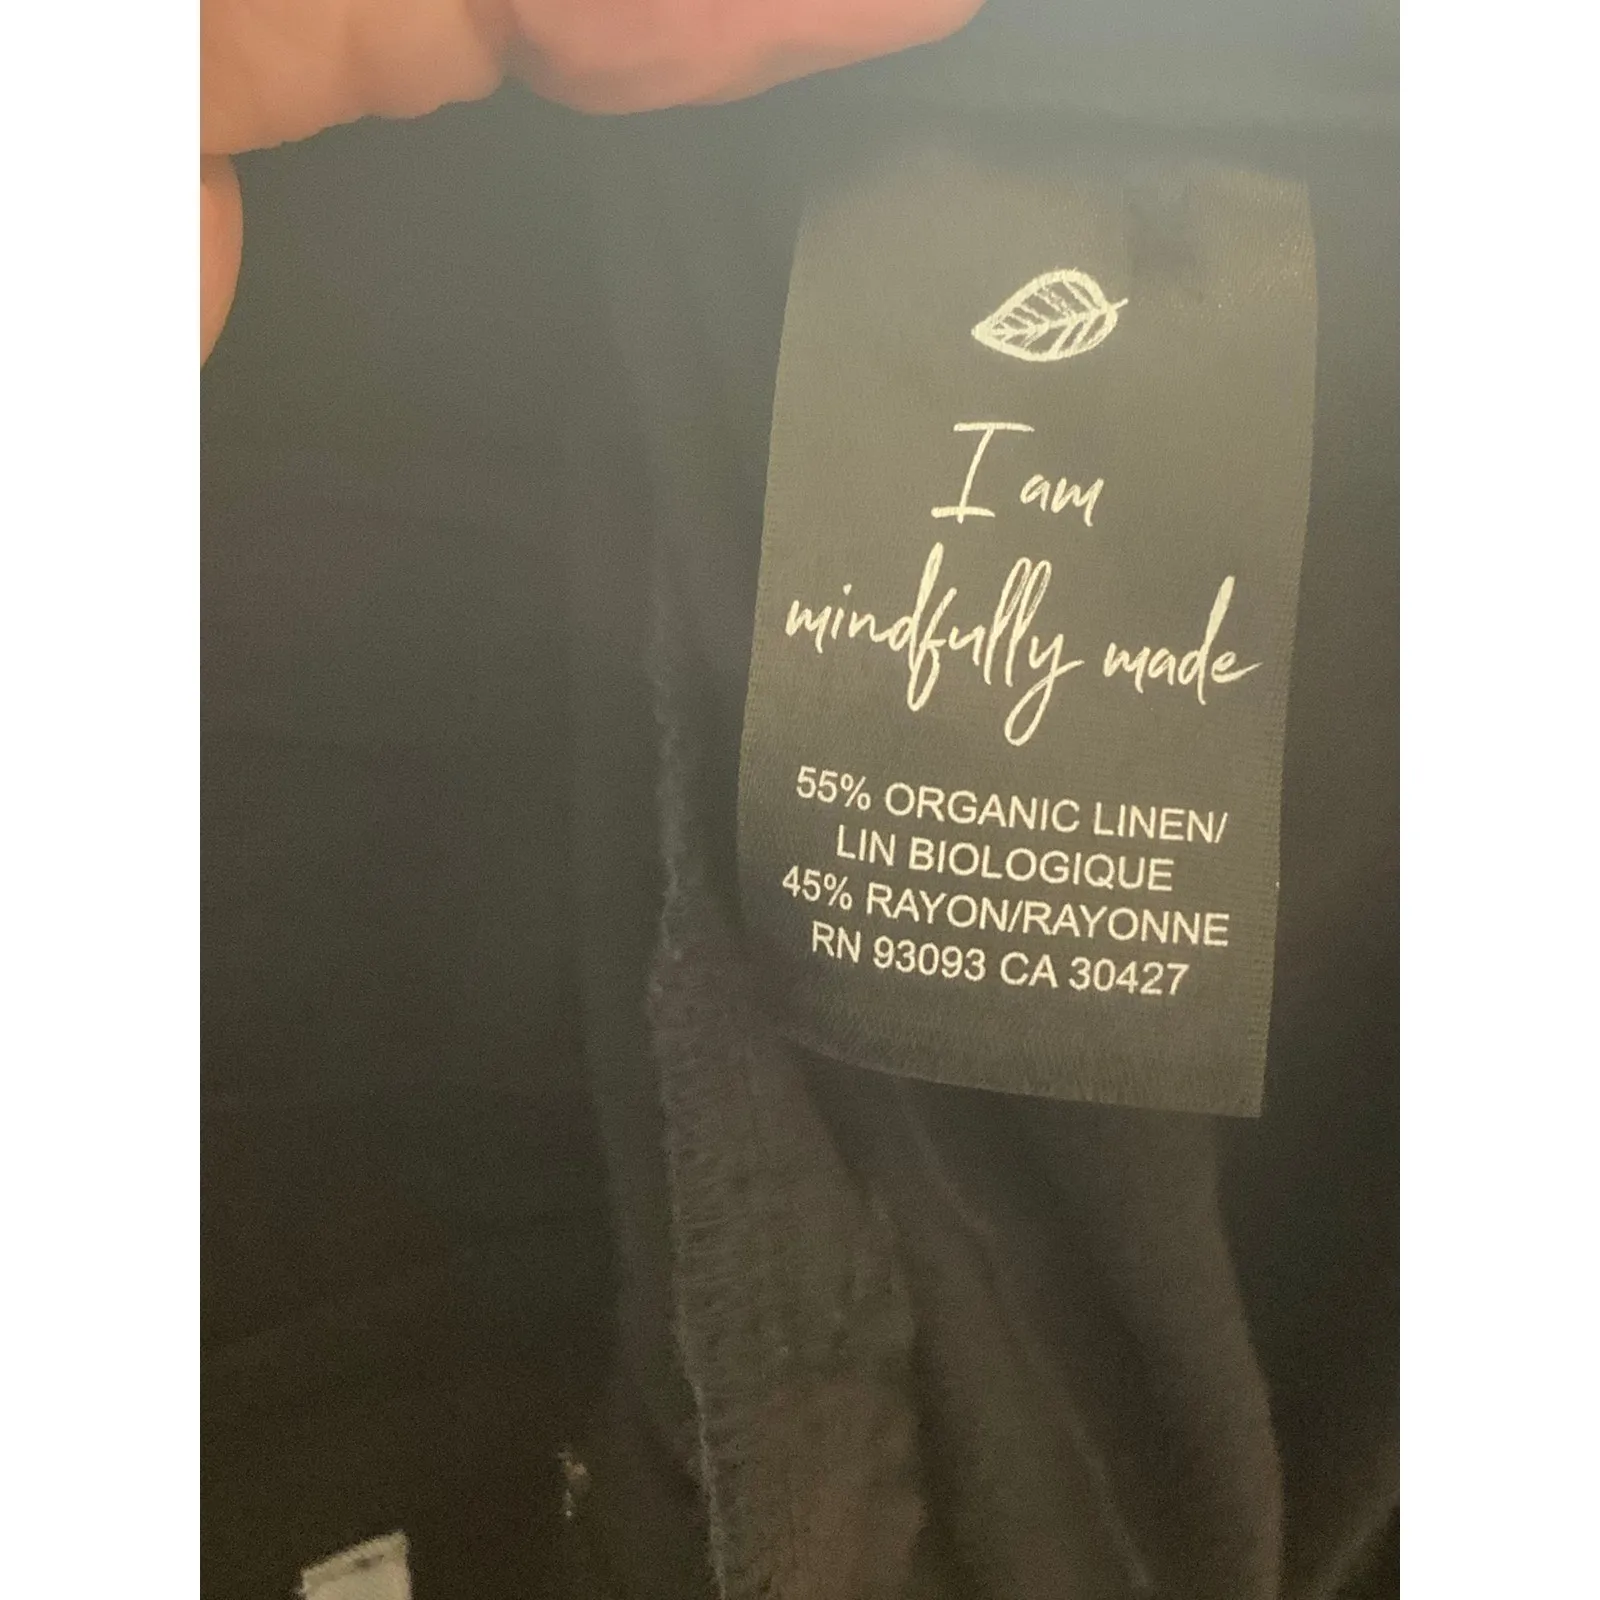 I am
mindfully made
55% ORGANIC LINEN/
LIN BIOLOGIQUE
45% RAYON/RAYONNE
RN 93093 CA 30427